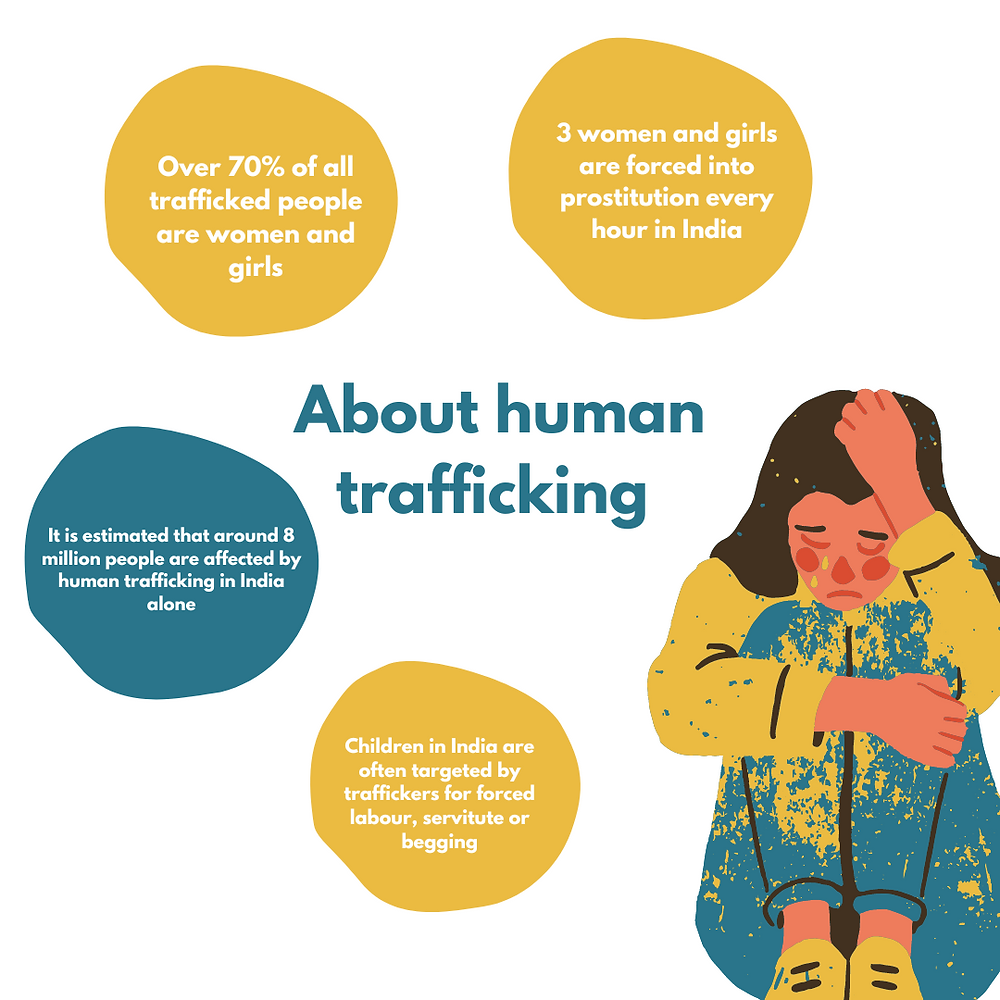 Over 70% of all
trafficked people
are women and
girls
3 women and girls
are forced into
prostitution every
hour in India
About human
trafficking
It is estimated that around 8
million people are affected by
human trafficking in India
alone
Children in India are
often targeted by
traffickers for forced
labour, servitute or
begging